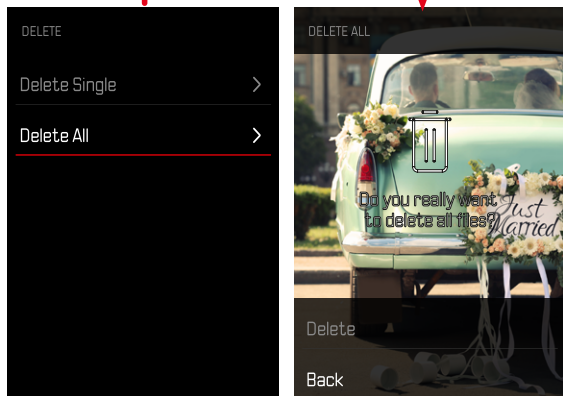 DELETE
Delete Single
Delete All
DELETE ALL
Do you really want
to delete all files?
Just
Married
Delete
Back